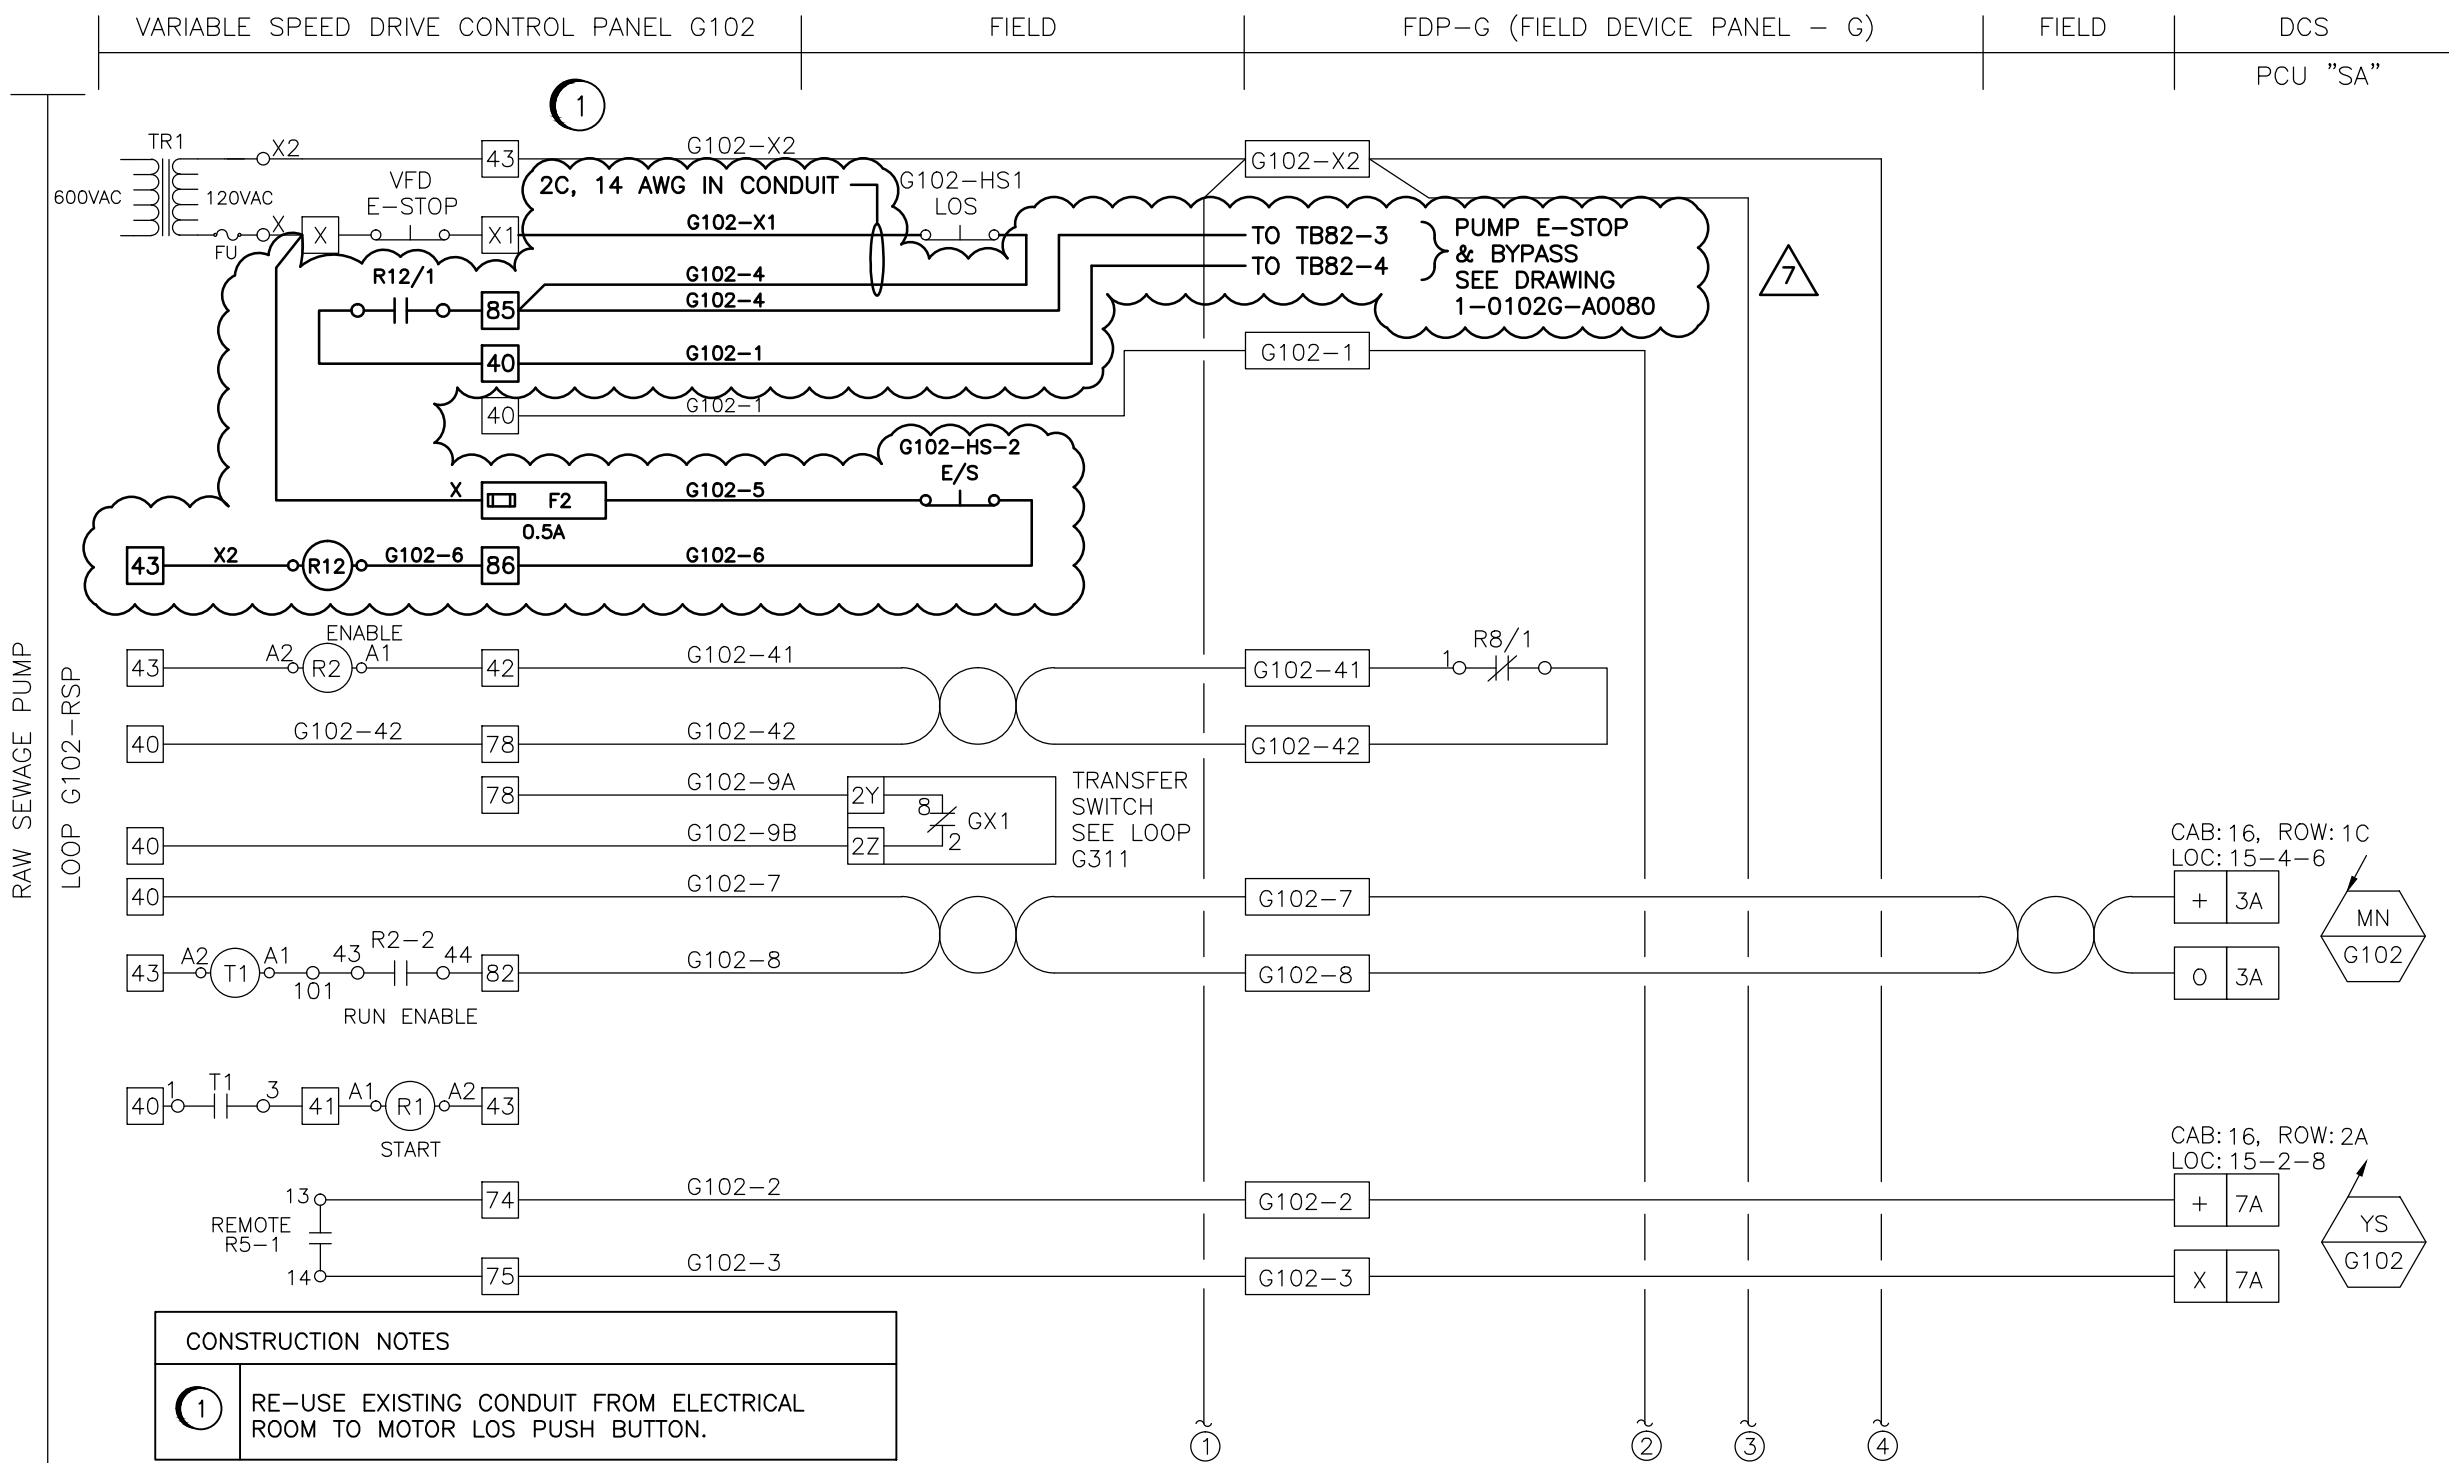 VARIABLE SPEED DRIVE CONTROL PANEL G102
FIELD
FDP-G (FIELD DEVICE PANEL - G)
FIELD
DCS
PCU "SA"
1
TR1
X2
43
G102-X2
G102-X2
600VAC
120VAC
VFD
E-STOP
2C, 14 AWG IN CONDUIT
G102-HS1
LOS
X
FU
X
X1
G102-X1
TO TB82-3
TO TB82-4
PUMP E-STOP
& BYPASS
SEE DRAWING
1-0102G-A0080
7
R12/1
G102-4
85
G102-4
40
G102-1
G102-1
40
G102-1
G102-HS-2
E/S
X
F2
G102-5
0.5A
43
X2
R12
G102-6
86
G102-6
RAW SEWAGE PUMP
LOOP G102-RSP
ENABLE
43
A2
R2
A1
42
G102-41
G102-41
1
R8/1
40
G102-42
78
G102-42
G102-42
78
G102-9A
2Y
8
GX1
2
TRANSFER
SWITCH
SEE LOOP
G311
40
G102-9B
2Z
40
G102-7
G102-7
CAB: 16, ROW: 1C
LOC: 15-4-6
+
3A
MN
G102
43
A2
T1
A1
101
43
R2-2
44
82
G102-8
G102-8
O
3A
RUN ENABLE
40
1
T1
3
41
A1
R1
A2
43
START
CAB: 16, ROW: 2A
LOC: 15-2-8
13
74
G102-2
G102-2
+
7A
YS
G102
REMOTE
R5-1
14
75
G102-3
G102-3
X
7A
CONSTRUCTION NOTES
1
RE-USE EXISTING CONDUIT FROM ELECTRICAL
ROOM TO MOTOR LOS PUSH BUTTON.
1
2
3
4